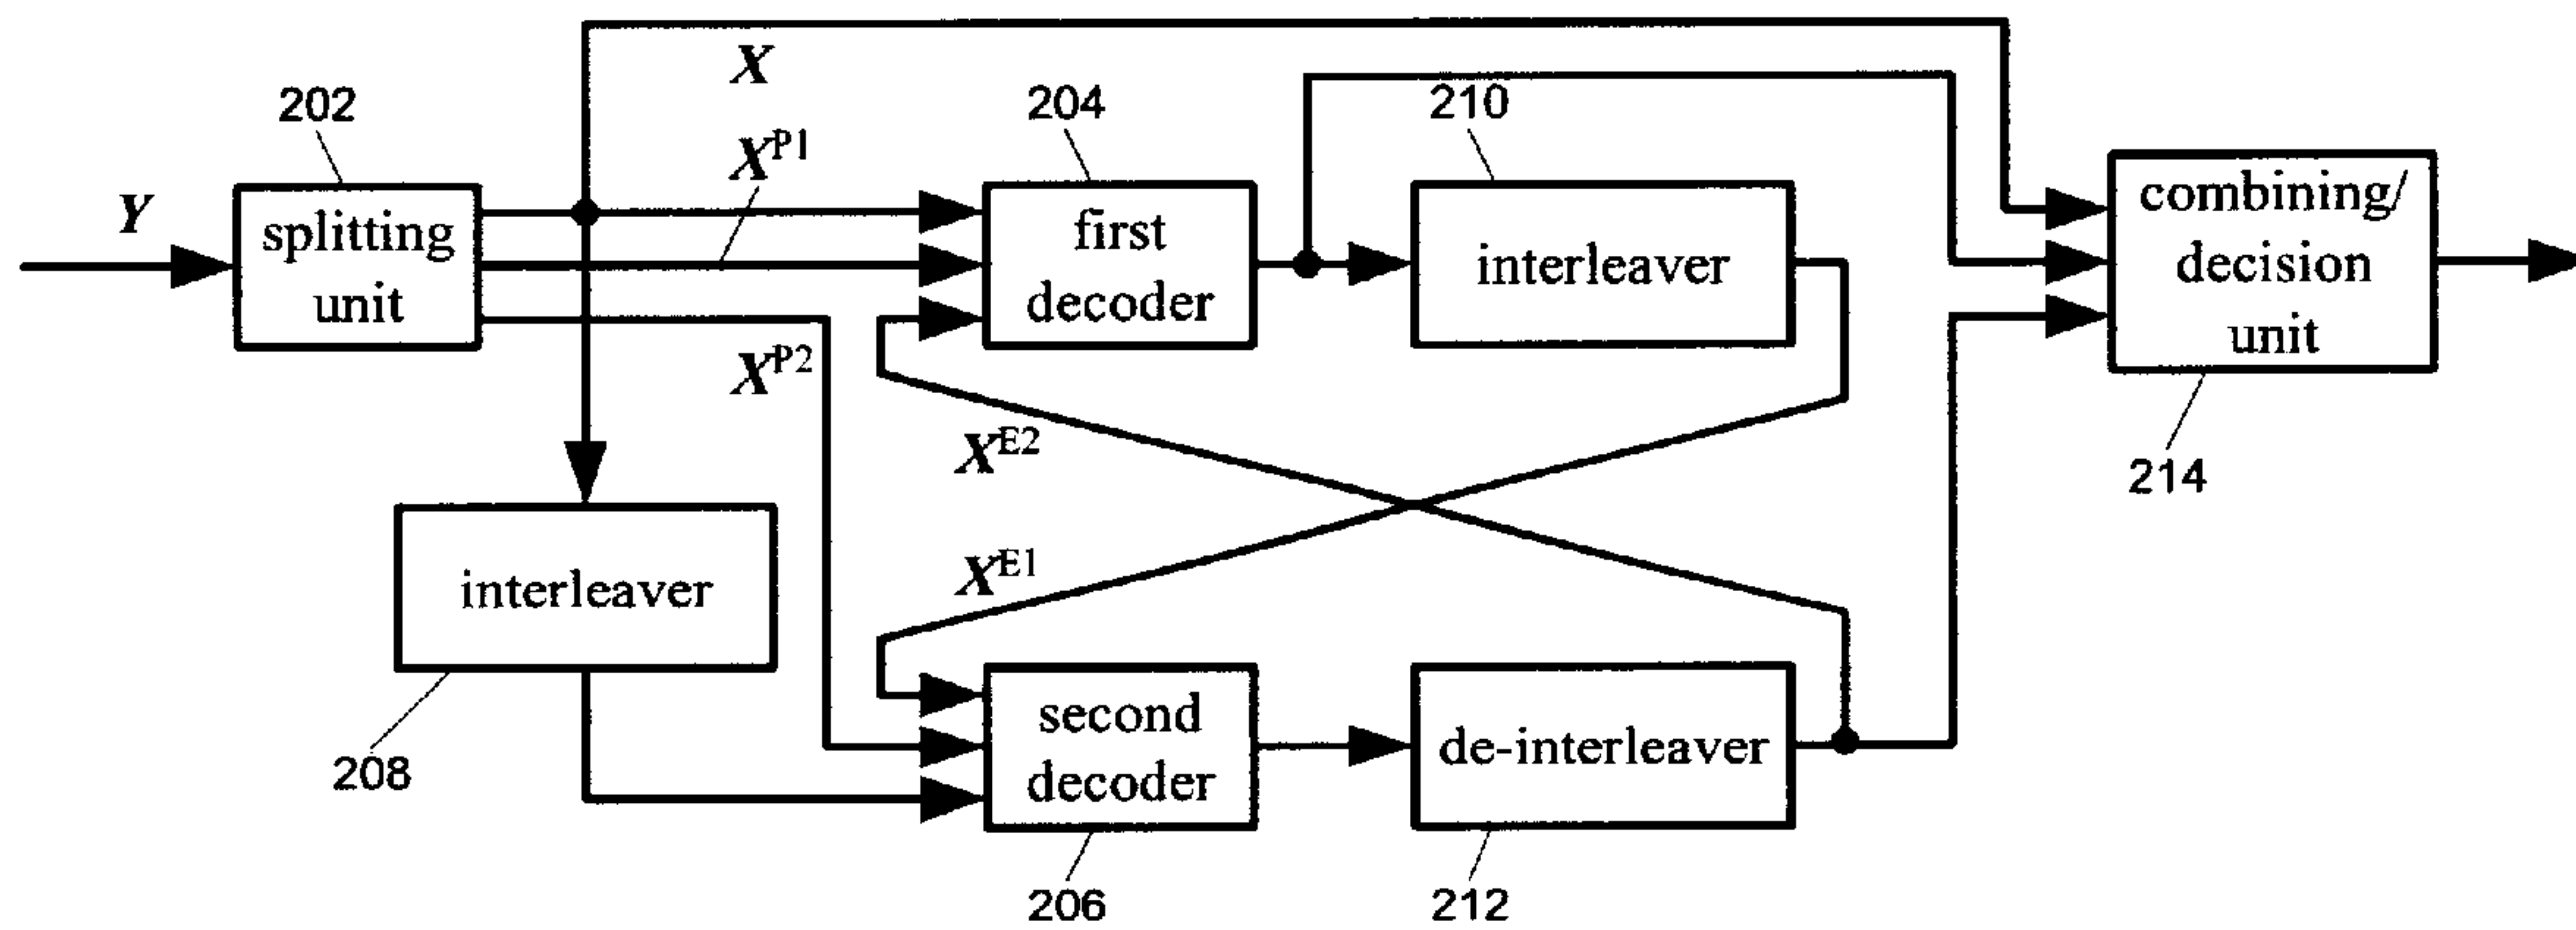 X
202
204
210
X^P1
Y
splitting
unit
first
decoder
interleaver
combining/
decision
unit
X^P2
X^E2
214
interleaver
X^E1
208
second
decoder
de-interleaver
206
212